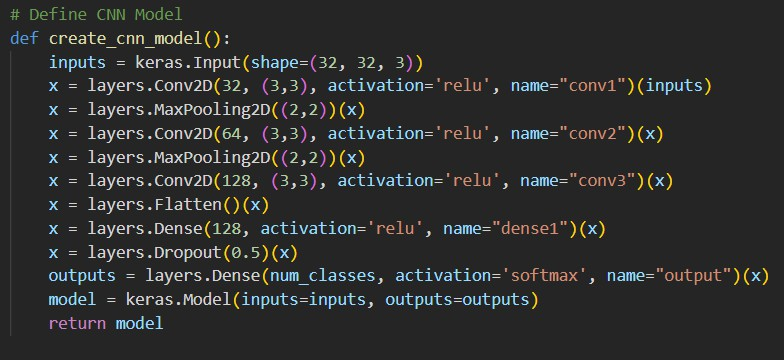 # Define CNN Model
def create_cnn_model():
    inputs = keras.Input(shape=(32, 32, 3))
    x = layers.Conv2D(32, (3,3), activation='relu', name="conv1")(inputs)
    x = layers.MaxPooling2D((2,2))(x)
    x = layers.Conv2D(64, (3,3), activation='relu', name="conv2")(x)
    x = layers.MaxPooling2D((2,2))(x)
    x = layers.Conv2D(128, (3,3), activation='relu', name="conv3")(x)
    x = layers.Flatten()(x)
    x = layers.Dense(128, activation='relu', name="dense1")(x)
    x = layers.Dropout(0.5)(x)
    outputs = layers.Dense(num_classes, activation='softmax', name="output")(x)
    model = keras.Model(inputs=inputs, outputs=outputs)
    return model